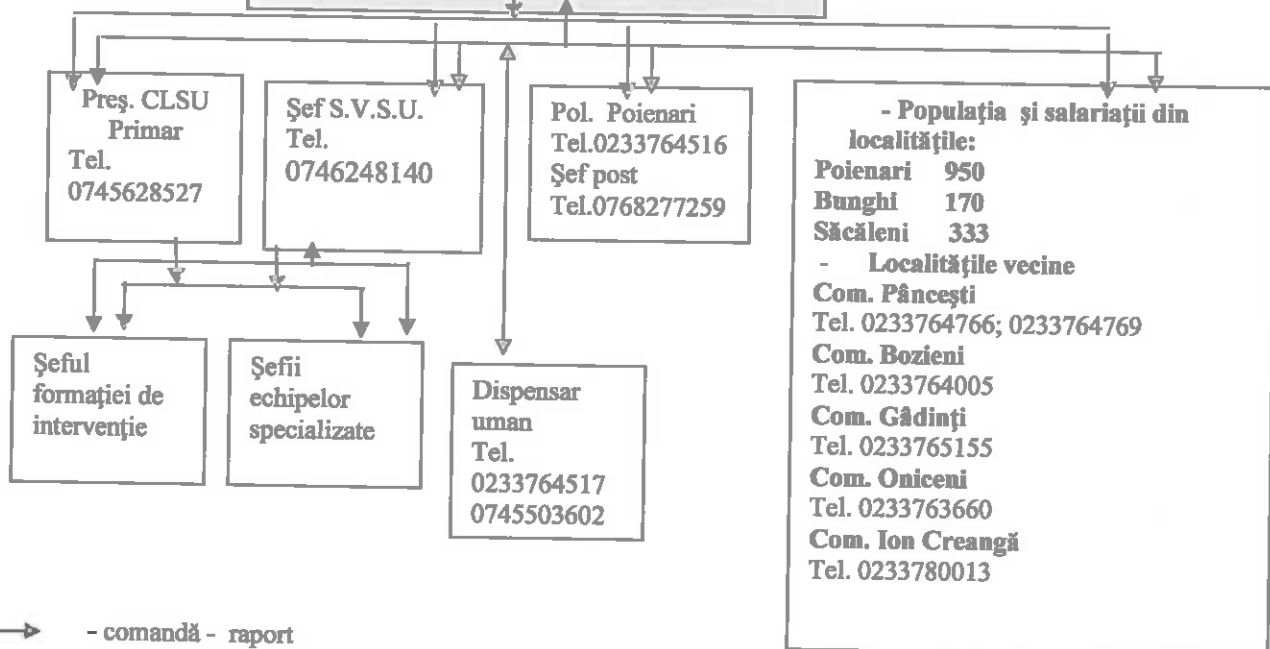 Preş. CLSU
Primar
Tel.
0745628527
Şef S.V.S.U.
Tel.
0746248140
Pol. Poienari
Tel.0233764516
Şef post
Tel.0768277259
- Populaţia şi salariaţii din
localităţile:
Poienari 950
Bunghi 170
Săcăleni 333
- Localităţile vecine
Com. Pânceşti
Tel. 0233764766; 0233764769
Com. Bozieni
Tel. 0233764005
Com. Gâdinţi
Tel. 0233765155
Com. Oniceni
Tel. 0233763660
Com. Ion Creangă
Tel. 0233780013
Şeful
formaţiei de
intervenţie
Şefii
echipelor
specializate
Dispensar
uman
Tel.
0233764517
0745503602
- comandă - raport